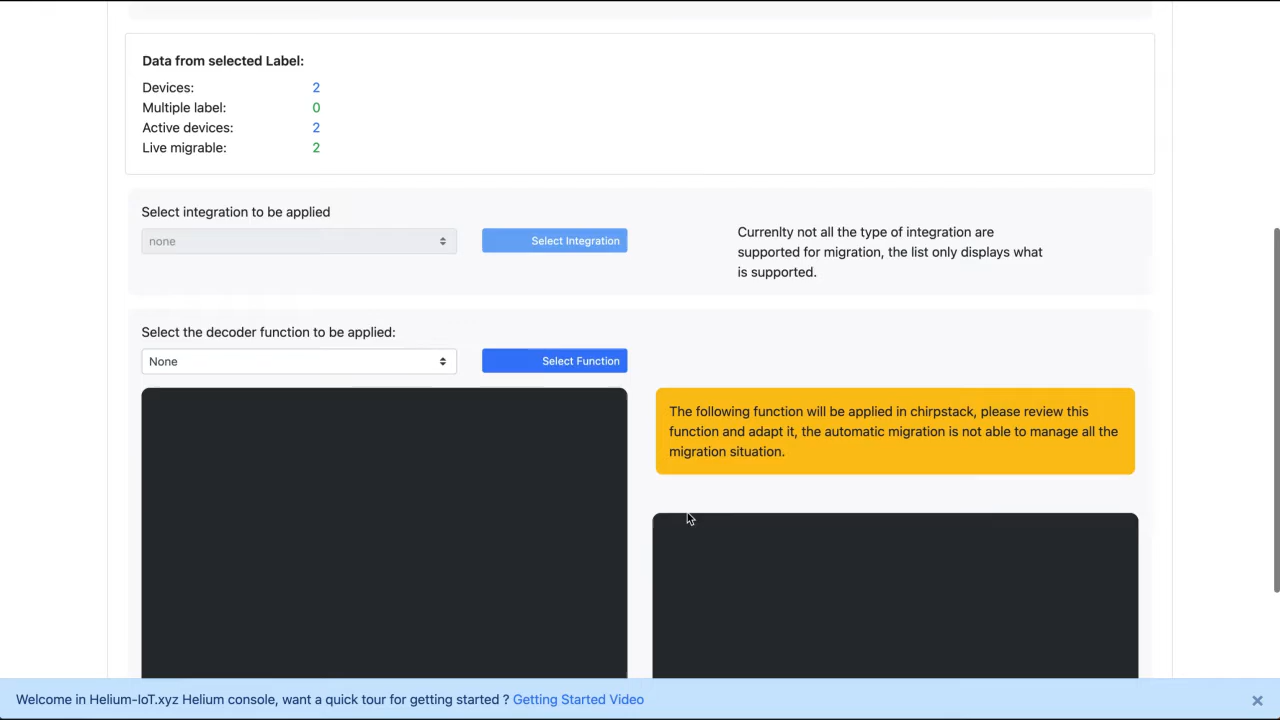 Data from selected Label:
Devices: 2
Multiple label: 0
Active devices: 2
Live migrable: 2
Select integration to be applied
none
Select Integration
Currenlty not all the type of integration are
supported for migration, the list only displays what
is supported.
Select the decoder function to be applied:
None
Select Function
The following function will be applied in chirpstack, please review this
function and adapt it, the automatic migration is not able to manage all the
migration situation.
Welcome in Helium-IoT.xyz Helium console, want a quick tour for getting started ? Getting Started Video